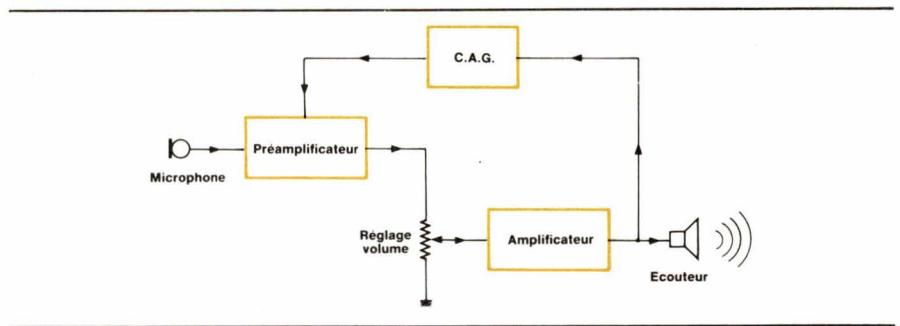 C.A.G.
Préamplificateur
Microphone
Réglage
volume
Amplificateur
Ecouteur